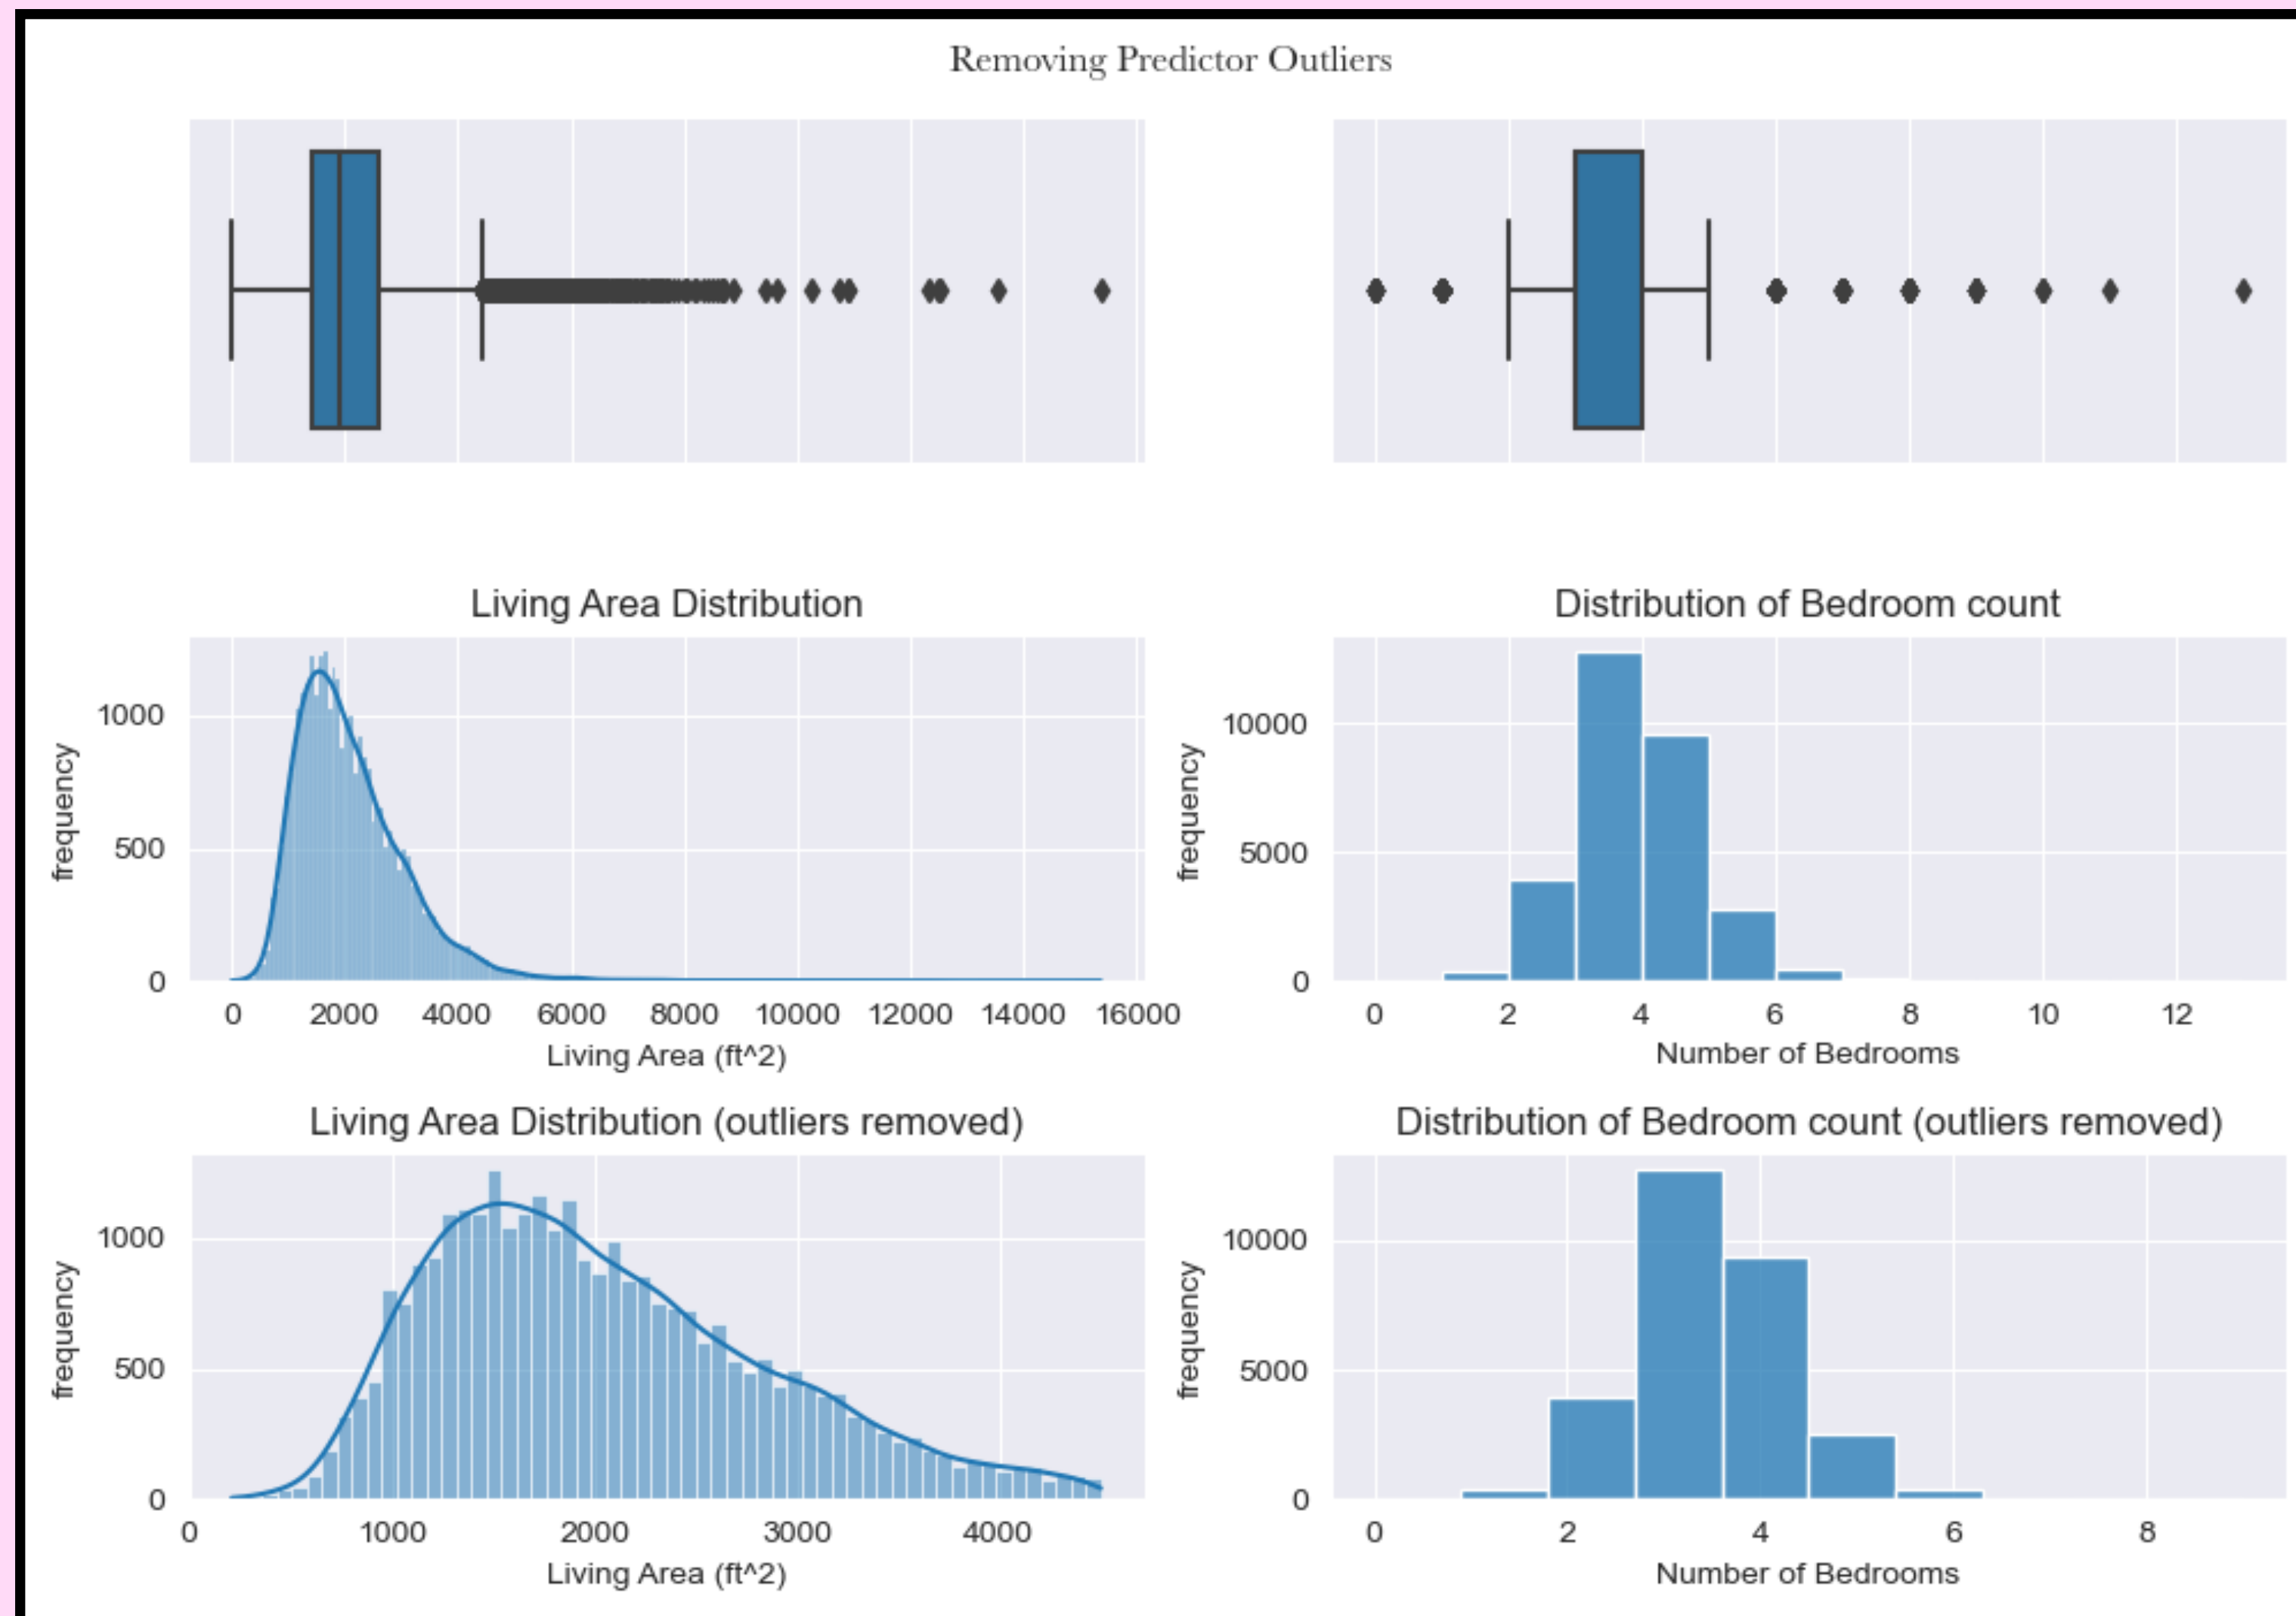 Removing Predictor Outliers
Living Area Distribution
frequency
1000
500
0
0 2000 4000 6000 8000 10000 12000 14000 16000
Living Area (ft^2)
Distribution of Bedroom count
frequency
10000
5000
0
0 2 4 6 8 10 12
Number of Bedrooms
Living Area Distribution (outliers removed)
frequency
1000
500
0
0 1000 2000 3000 4000
Living Area (ft^2)
Distribution of Bedroom count (outliers removed)
frequency
10000
5000
0
0 2 4 6 8
Number of Bedrooms